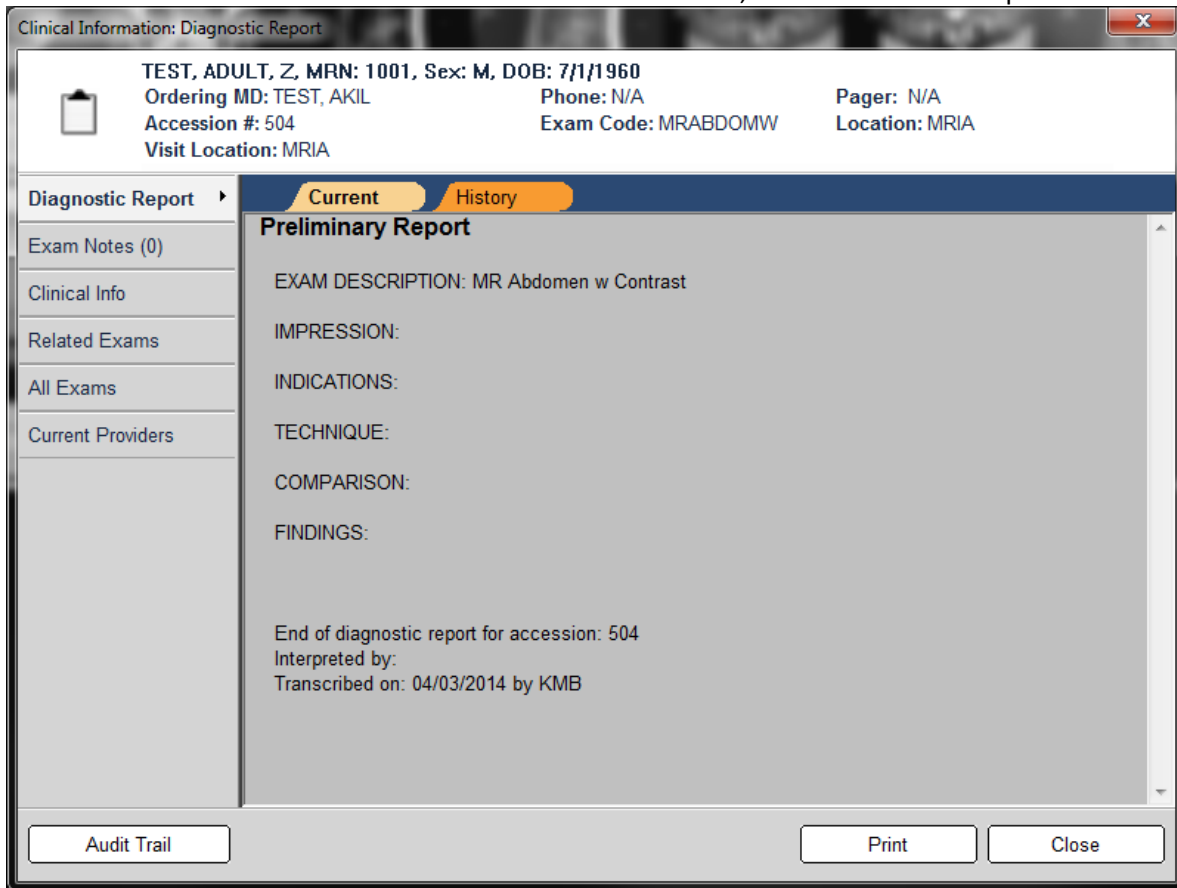 Clinical Information: Diagnostic Report
TEST, ADULT, Z, MRN: 1001, Sex: M, DOB: 7/1/1960
Ordering MD: TEST, AKIL Phone: N/A Pager: N/A
Accession #: 504 Exam Code: MRABDOMW Location: MRIA
Visit Location: MRIA
Diagnostic Report
Exam Notes (0)
Clinical Info
Related Exams
All Exams
Current Providers
Current History
Preliminary Report
EXAM DESCRIPTION: MR Abdomen w Contrast
IMPRESSION:
INDICATIONS:
TECHNIQUE:
COMPARISON:
FINDINGS:
End of diagnostic report for accession: 504
Interpreted by:
Transcribed on: 04/03/2014 by KMB
Audit Trail Print Close